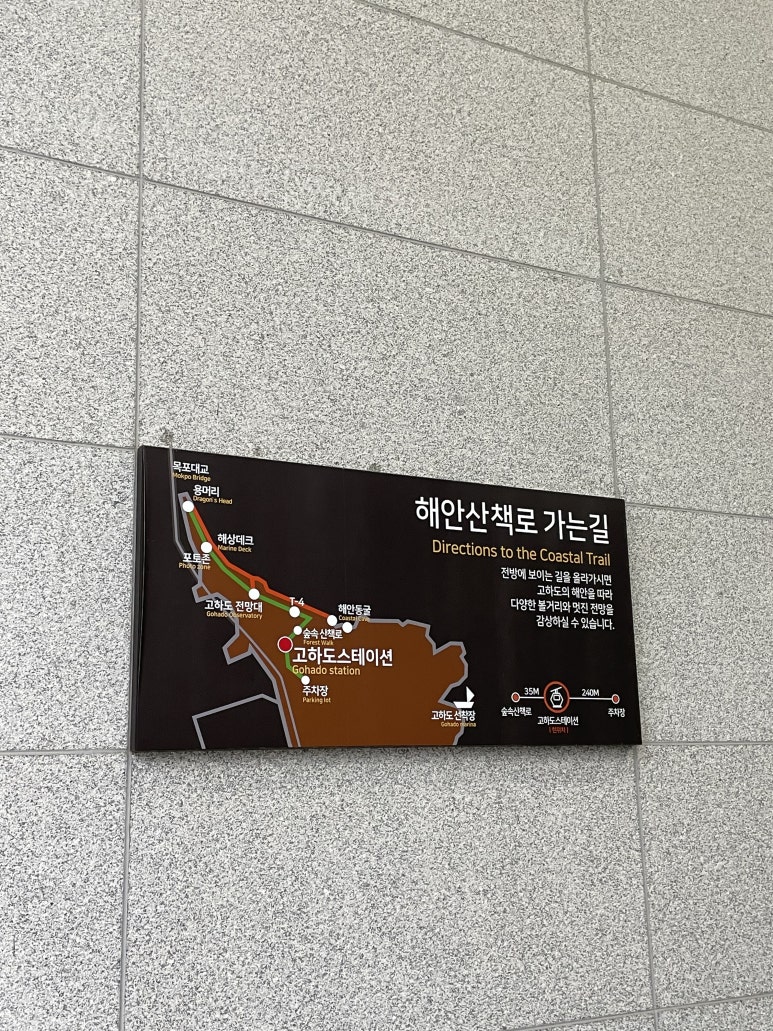 목포대교
Mokpo Bridge
용머리
Dragon's Head
해상데크
Marine Deck
포토존
Photo zone
고하도 전망대
Gohado Observatory
T-4
해안동굴
Coastal Cave
숲속 산책로
Forest Walk
고하도스테이션
Gohado station
주차장
Parking lot
고하도 선착장
Gohado marina
해안산책로 가는길
Directions to the Coastal Trail
전방에 보이는 길을 올라가시면
고하도의 해안을 따라
다양한 볼거리와 멋진 전망을
감상하실 수 있습니다.
35M
240M
숲속산책로
고하도스테이션
주차장
[현위치]